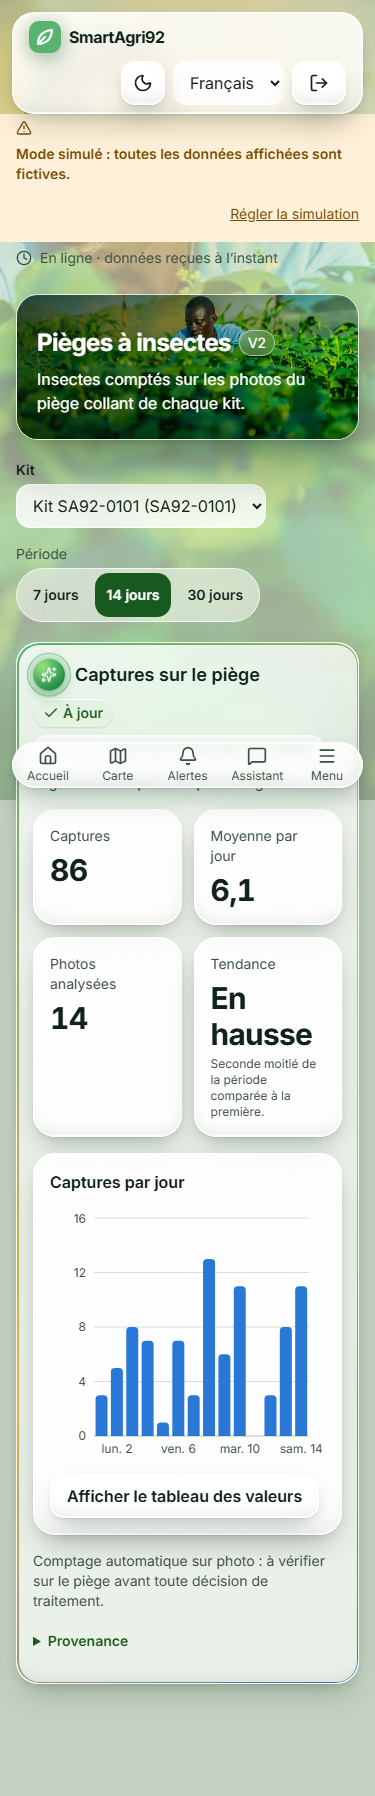 SmartAgri92
Français
Mode simulé : toutes les données affichées sont
fictives.
Régler la simulation
En ligne · données reçues à l’instant
Pièges à insectes V2
Insectes comptés sur les photos du
piège collant de chaque kit.
Kit
Kit SA92-0101 (SA92-0101)
Période
7 jours 14 jours 30 jours
Captures sur le piège
À jour
Accueil Carte Alertes Assistant Menu
Captures
86
Moyenne par
jour
6,1
Photos
analysées
14
Tendance
En
hausse
Seconde moitié de
la période
comparée à la
première.
Captures par jour
16
12
8
4
0
lun. 2 ven. 6 mar. 10 sam. 14
Afficher le tableau des valeurs
Comptage automatique sur photo : à vérifier
sur le piège avant toute décision de
traitement.
Provenance